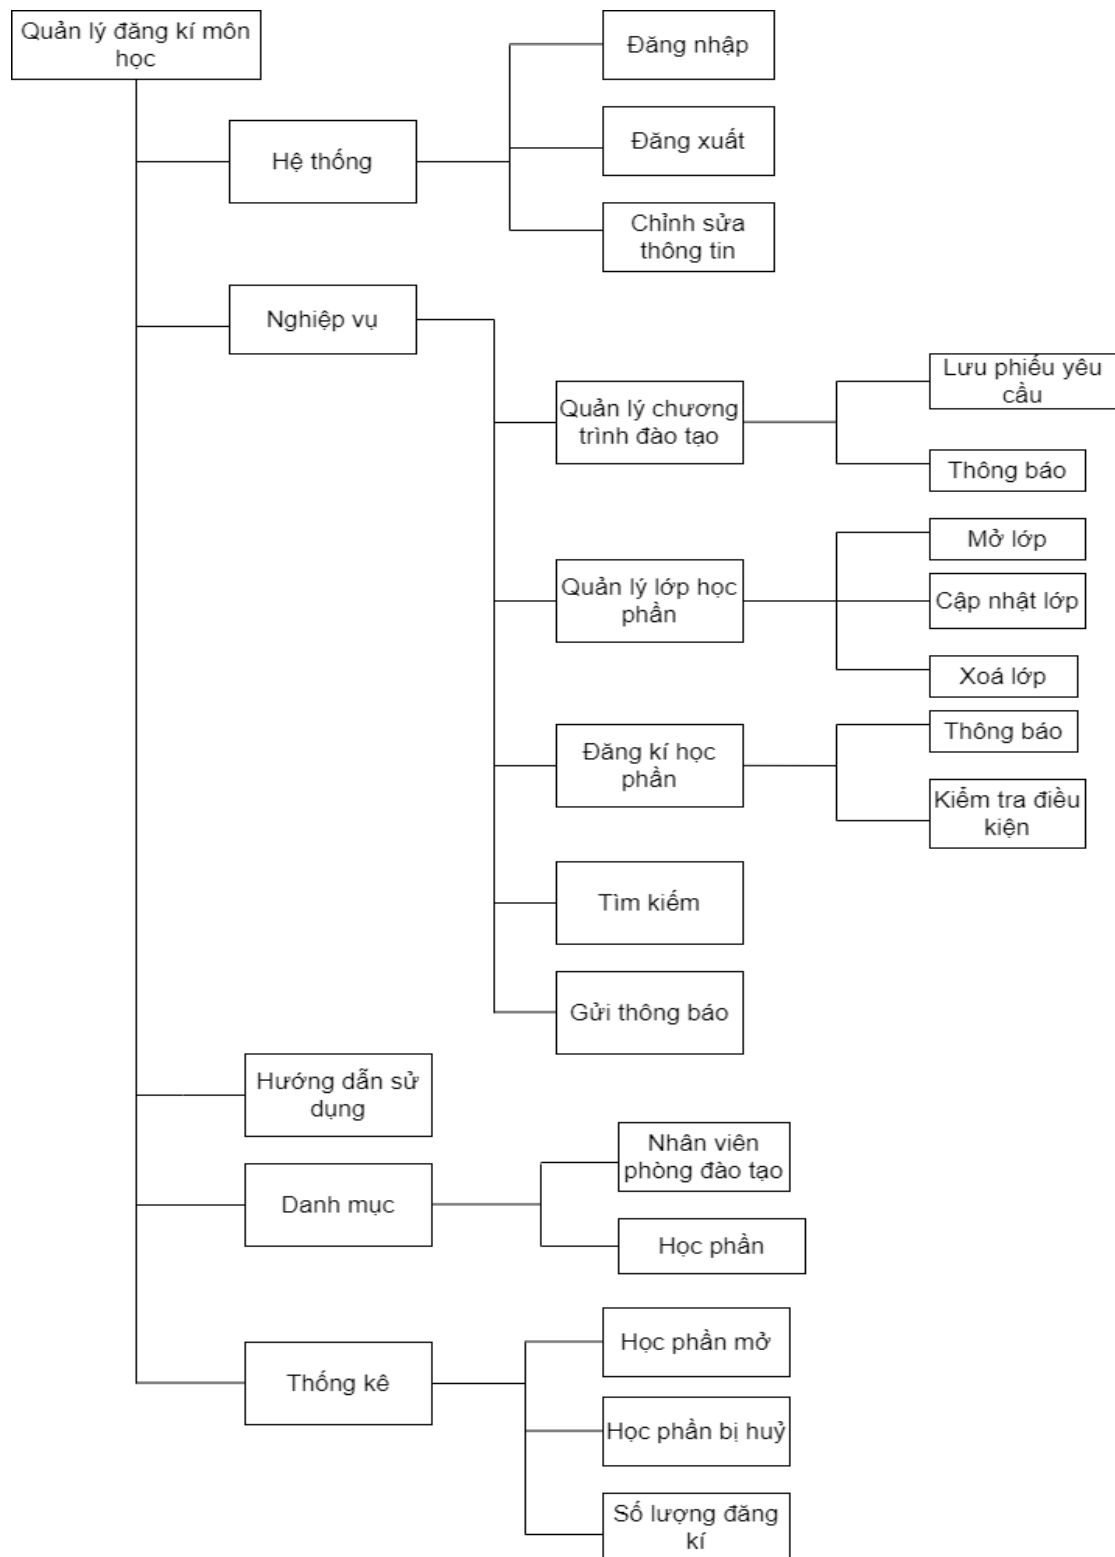 Quản lý đăng kí môn
học
Hệ thống
Đăng nhập
Đăng xuất
Chỉnh sửa
thông tin
Nghiệp vụ
Quản lý chương
trình đào tạo
Lưu phiếu yêu
cầu
Thông báo
Quản lý lớp học
phần
Mở lớp
Cập nhật lớp
Xoá lớp
Đăng kí học
phần
Thông báo
Kiểm tra điều
kiện
Tìm kiếm
Gửi thông báo
Hướng dẫn sử
dụng
Danh mục
Nhân viên
phòng đào tạo
Học phần
Thống kê
Học phần mở
Học phần bị huỷ
Số lượng đăng
kí